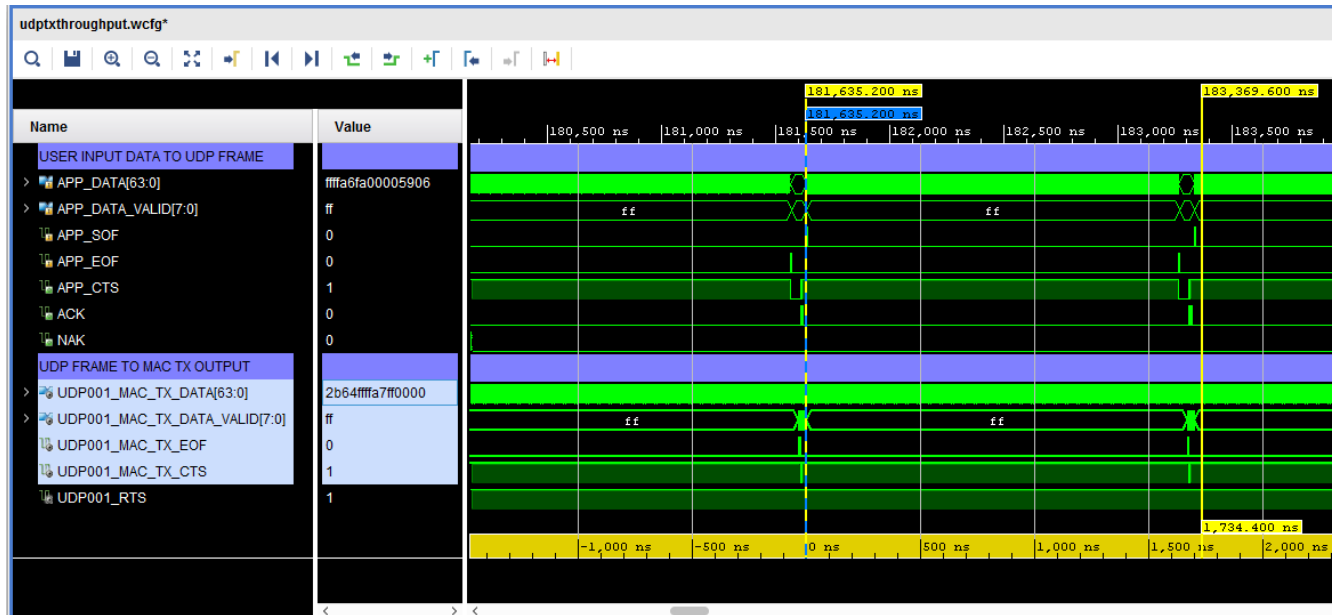 udptxthroughput.wcfg*
181,635.200 ns 183,369.600 ns
181,635.200 ns
Name Value 180,500 ns 181,000 ns 181,500 ns 182,000 ns 182,500 ns 183,000 ns 183,500 ns
USER INPUT DATA TO UDP FRAME
APP_DATA[63:0] ffffa6fa00005906
APP_DATA_VALID[7:0] ff ff ff
APP_SOF 0
APP_EOF 0
APP_CTS 1
ACK 0
NAK 0
UDP FRAME TO MAC TX OUTPUT
UDP001_MAC_TX_DATA[63:0] 2b64ffffa7ff0000
UDP001_MAC_TX_DATA_VALID[7:0] ff ff ff
UDP001_MAC_TX_EOF 0
UDP001_MAC_TX_CTS 1
UDP001_RTS 1
1,734.400 ns
-1,000 ns -500 ns 0 ns 500 ns 1,000 ns 1,500 ns 2,000 ns